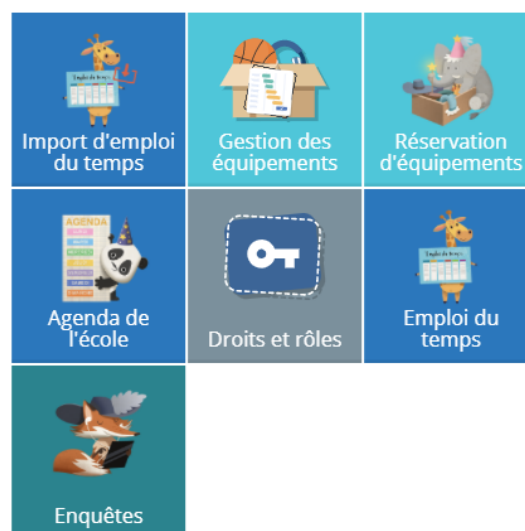 Import d'emploi
du temps
Gestion des
équipements
Réservation
d'équipements
AGENDA
Agenda de
l'école
Droits et rôles
Emploi du
temps
Enquêtes